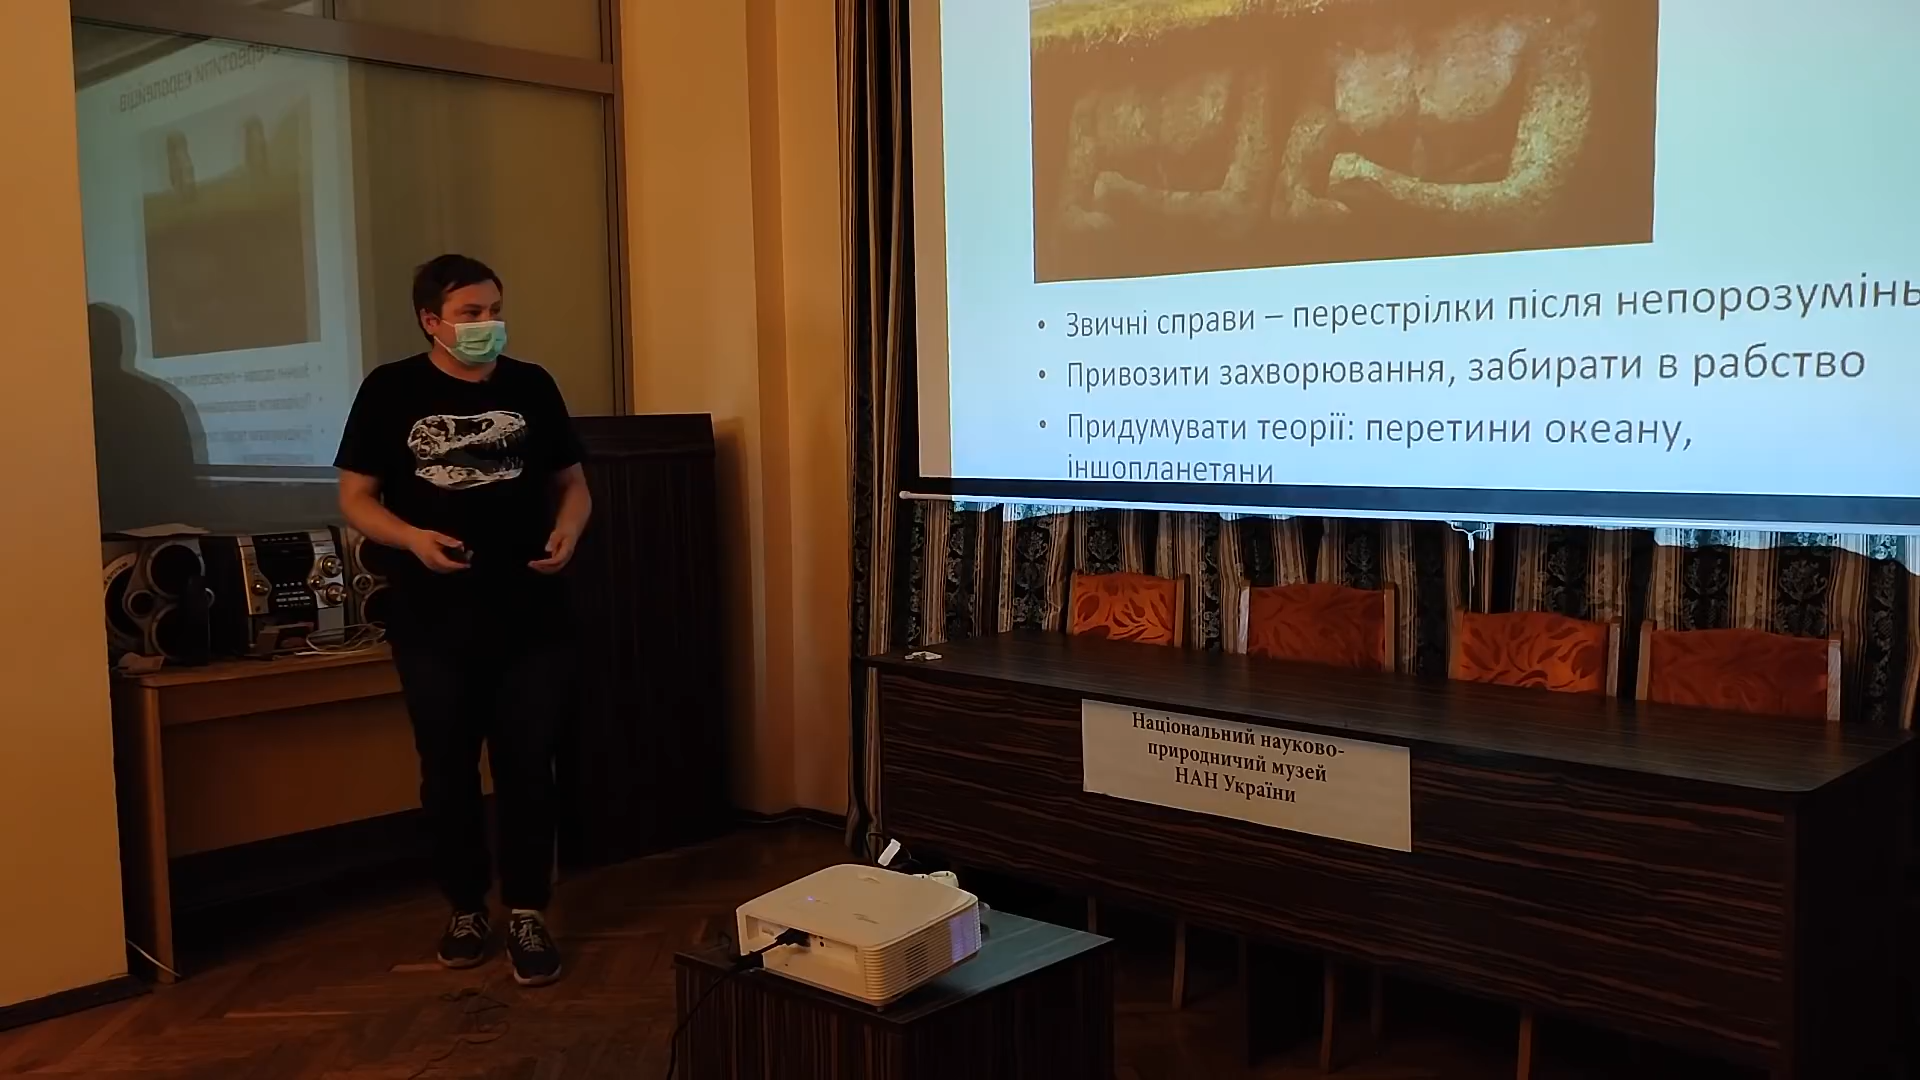 • Звичні справи – перестрілки після непорозумінь
• Привозити захворювання, забирати в рабство
• Придумувати теорії: перетини океану,
іншопланетяни
Національний науково-
природничий музей
НАН України